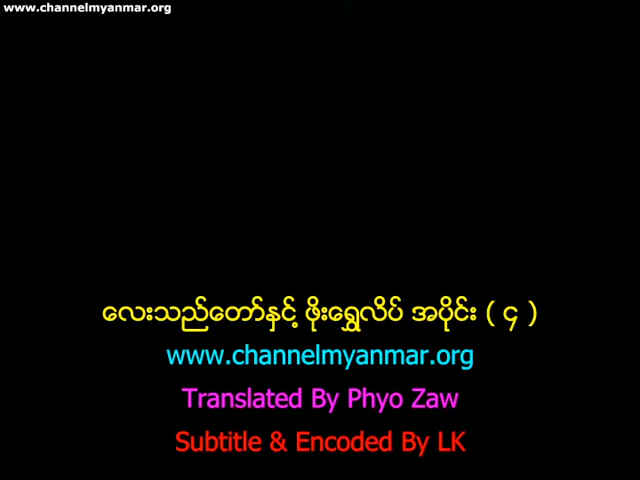 www.channelmyanmar.org
လေးသည်တော်နှင့် ဖိုးရွှေလိပ် အပိုင်း ( ၄ )
www.channelmyanmar.org
Translated By Phyo Zaw
Subtitle & Encoded By LK